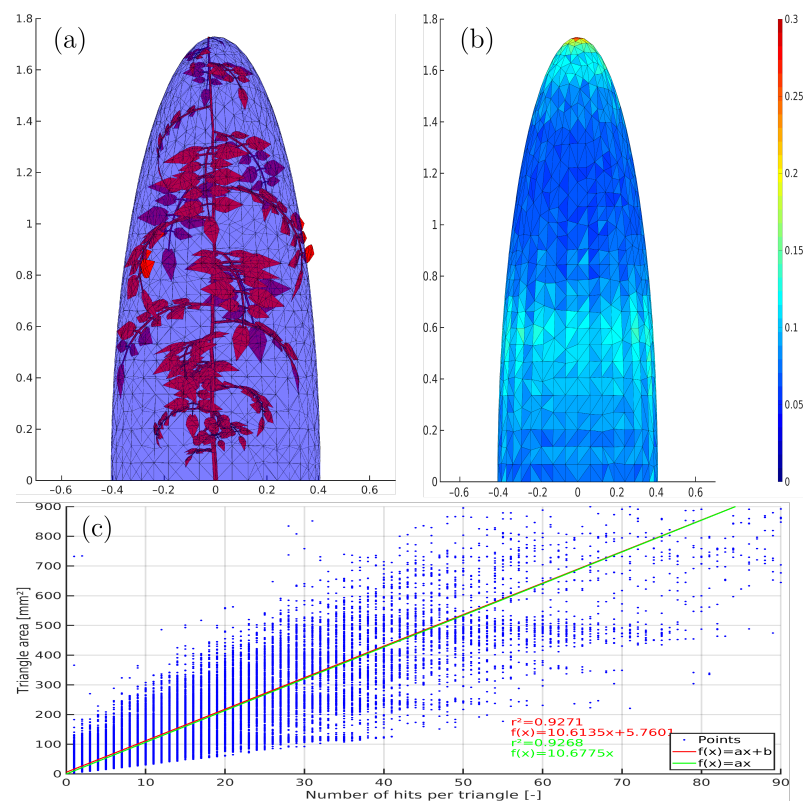 (a)
1.8
1.6
1.4
1.2
1
0.8
0.6
0.4
0.2
0
−0.6 −0.4 −0.2 0 0.2 0.4 0.6
(b)
1.8
1.6
1.4
1.2
1
0.8
0.6
0.4
0.2
0
−0.6 −0.4 −0.2 0 0.2 0.4 0.6
0.3
0.25
0.2
0.15
0.1
0.05
0
(c)
Triangle area [mm²]
900
800
700
600
500
400
300
200
100
0
0 10 20 30 40 50 60 70 80 90
Number of hits per triangle [-]
r²=0.9271
f(x)=10.6135x+5.7601
r²=0.9268
f(x)=10.6775x
Points
f(x)=ax+b
f(x)=ax